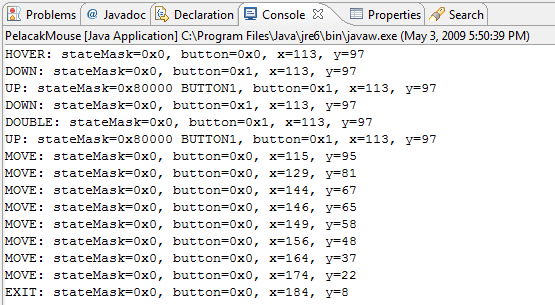 Problems @ Javadoc Declaration Console Properties Search
PelacakMouse [Java Application] C:\Program Files\Java\jre6\bin\javaw.exe (May 3, 2009 5:50:39 PM)
HOVER: stateMask=0x0, button=0x0, x=113, y=97
DOWN: stateMask=0x0, button=0x1, x=113, y=97
UP: stateMask=0x80000 BUTTON1, button=0x1, x=113, y=97
DOWN: stateMask=0x0, button=0x1, x=113, y=97
DOUBLE: stateMask=0x0, button=0x1, x=113, y=97
UP: stateMask=0x80000 BUTTON1, button=0x1, x=113, y=97
MOVE: stateMask=0x0, button=0x0, x=115, y=95
MOVE: stateMask=0x0, button=0x0, x=129, y=81
MOVE: stateMask=0x0, button=0x0, x=144, y=67
MOVE: stateMask=0x0, button=0x0, x=146, y=65
MOVE: stateMask=0x0, button=0x0, x=149, y=58
MOVE: stateMask=0x0, button=0x0, x=156, y=48
MOVE: stateMask=0x0, button=0x0, x=164, y=37
MOVE: stateMask=0x0, button=0x0, x=174, y=22
EXIT: stateMask=0x0, button=0x0, x=184, y=8